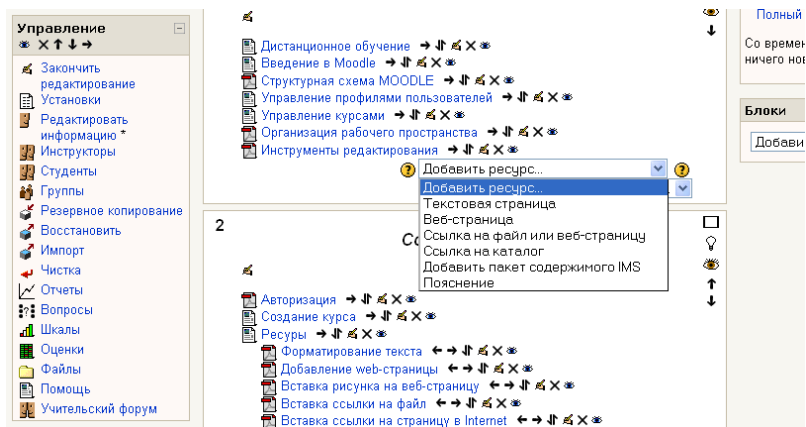 Управление
Закончить
редактирование
Установки
Редактировать
информацию *
Инструкторы
Студенты
Группы
Резервное копирование
Восстановить
Импорт
Чистка
Отчеты
Вопросы
Шкалы
Оценки
Файлы
Помощь
Учительский форум
Дистанционное обучение
Введение в Moodle
Структурная схема MOODLE
Управление профилями пользователей
Управление курсами
Организация рабочего пространства
Инструменты редактирования
Добавить ресурс...
Добавить ресурс...
Текстовая страница
Веб-страница
Ссылка на файл или веб-страницу
Ссылка на каталог
Добавить пакет содержимого IMS
Пояснение
2
Авторизация
Создание курса
Ресуры
Форматирование текста
Добавление web-страницы
Вставка рисунка на веб-страницу
Вставка ссылки на файл
Вставка ссылки на страницу в Internet
Полный
Со времен
ничего нов
Блоки
Добави